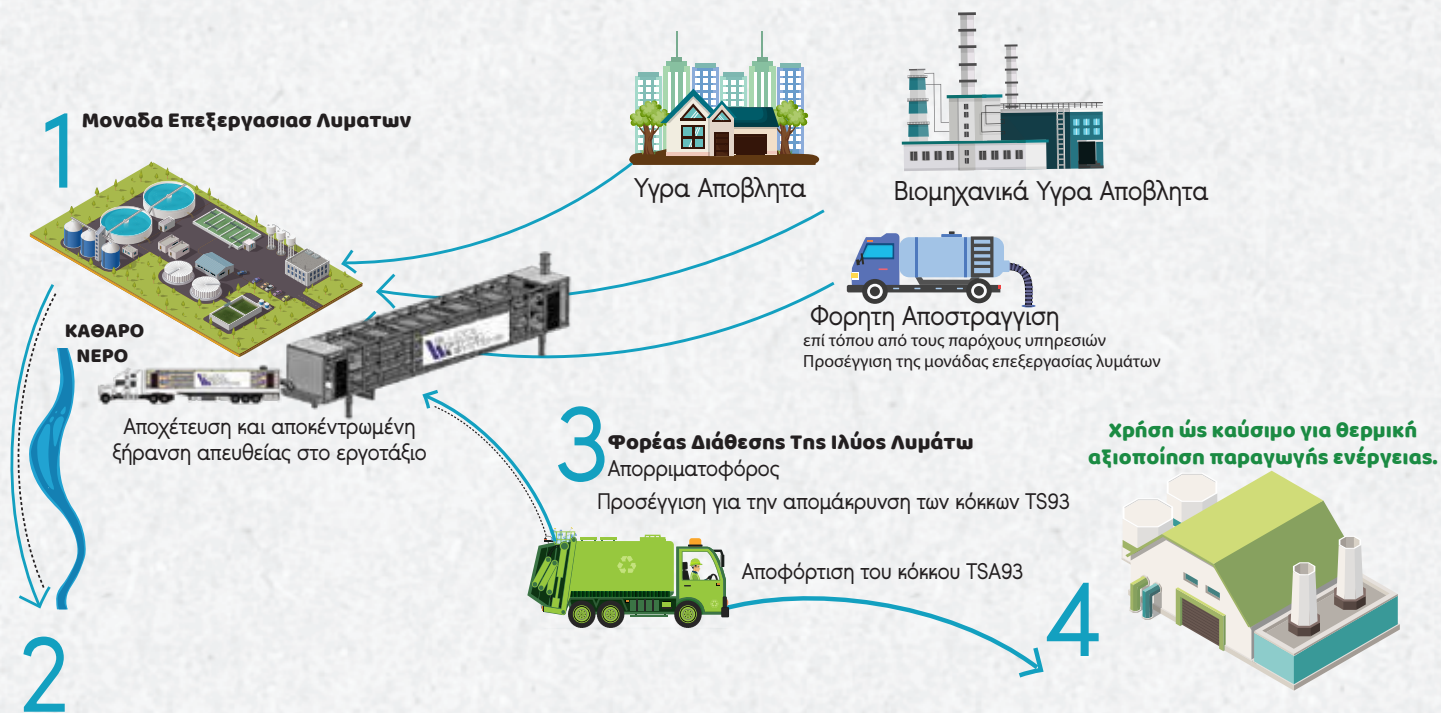 1
Μοναδα Επεξεργασιασ Λυματων
Υγρα Αποβλητα
Βιομηχανικά Υγρα Αποβλητα
Φορητη Αποστραγγιση
επί τόπου από τους παρόχους υπηρεσιών
Προσέγγιση της μονάδας επεξεργασίας λυμάτων
ΚΑΘΑΡΟ
ΝΕΡΟ
Αποχέτευση και αποκέντρωμένη
ξήρανση απευθείας στο εργοτάξιο
2
3
Φορέας Διάθεσης Της Ιλύος Λυμάτω
Απορριματοφόρος
Προσέγγιση για την απομάκρυνση των κόκκων TS93
Αποφόρτιση του κόκκου TSA93
4
Χρήση ώς καύσιμο για θερμική
αξιοποίηση παραγωγής ενέργειας.